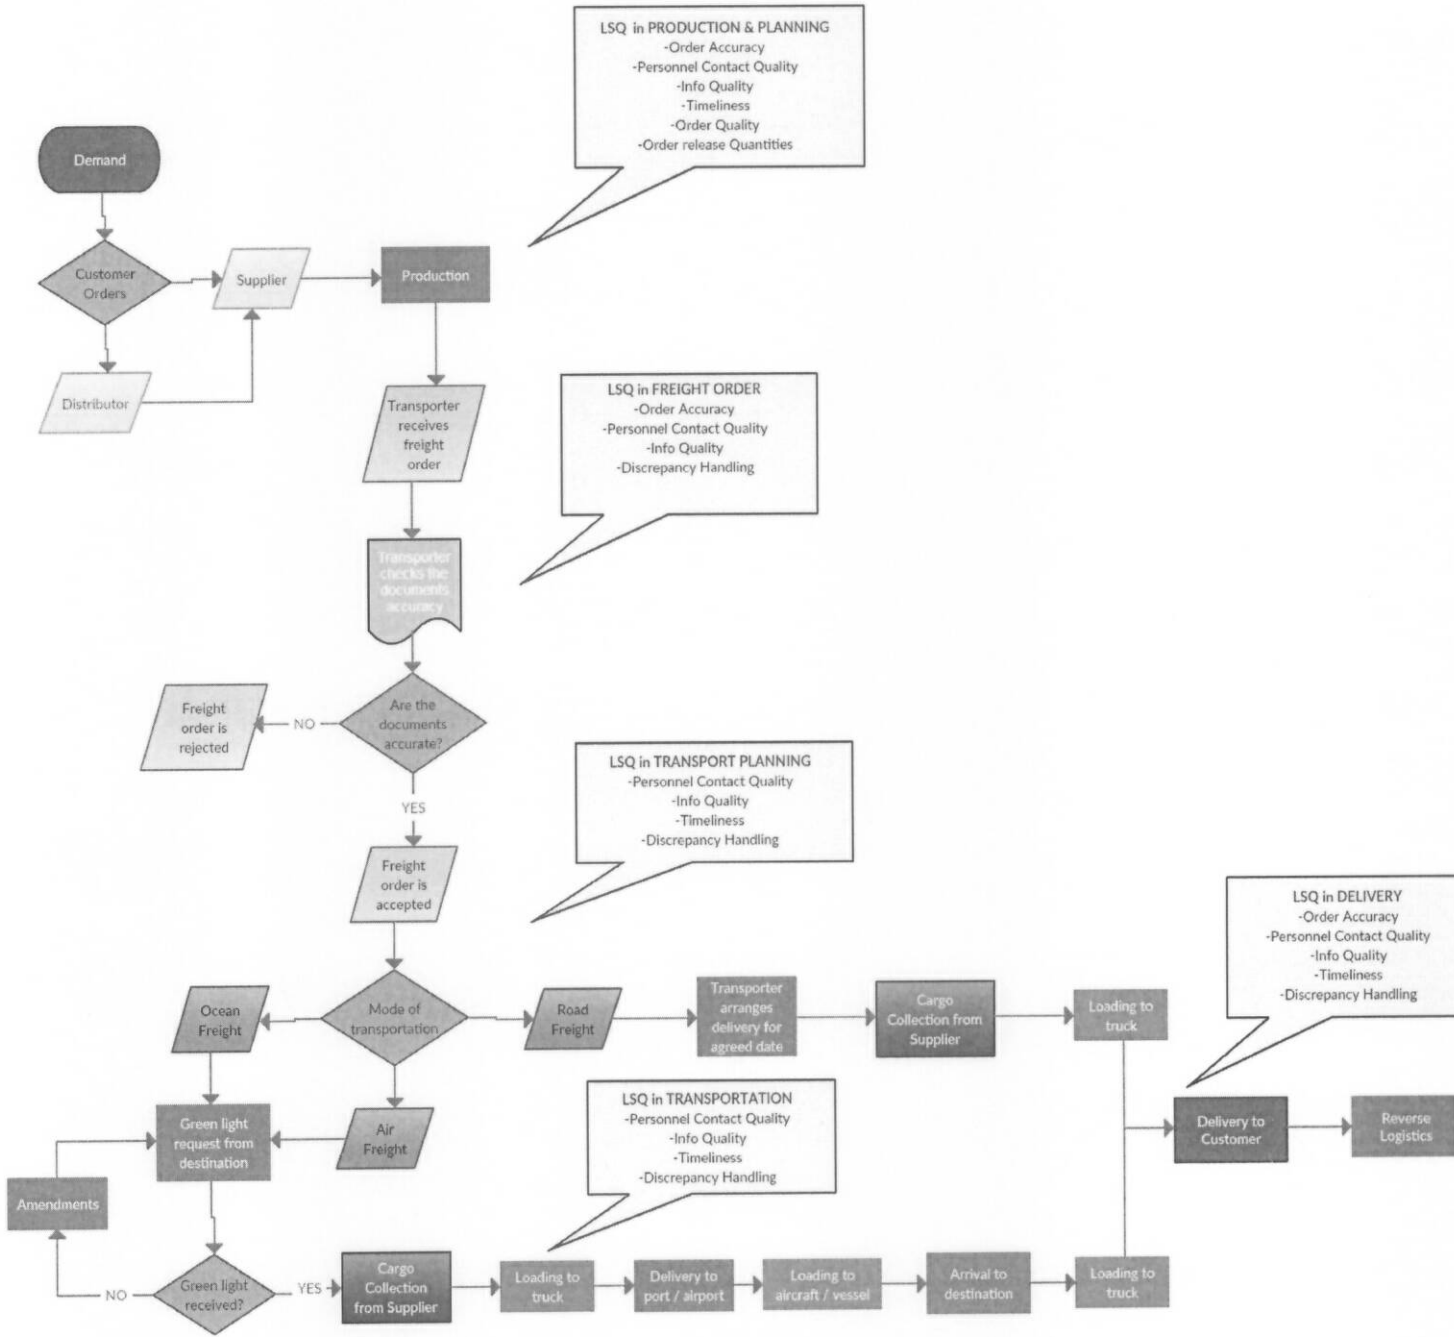 LSQ in PRODUCTION & PLANNING
-Order Accuracy
-Personnel Contact Quality
-Info Quality
-Timeliness
-Order Quality
-Order release Quantities
Demand
Customer
Orders
Supplier
Production
Distributor
Transporter
receives
freight
order
LSQ in FREIGHT ORDER
-Order Accuracy
-Personnel Contact Quality
-Info Quality
-Discrepancy Handling
Transporter
checks the
documents
accuracy
Are the
documents
accurate?
NO
Freight
order is
rejected
YES
Freight
order is
accepted
LSQ in TRANSPORT PLANNING
-Personnel Contact Quality
-Info Quality
-Timeliness
-Discrepancy Handling
LSQ in DELIVERY
-Order Accuracy
-Personnel Contact Quality
-Info Quality
-Timeliness
-Discrepancy Handling
Ocean
Freight
Mode of
transportation
Road
Freight
Transporter
arranges
delivery for
agreed date
Cargo
Collection from
Supplier
Loading to
truck
LSQ in TRANSPORTATION
-Personnel Contact Quality
-Info Quality
-Timeliness
-Discrepancy Handling
Green light
request from
destination
Air
Freight
Delivery to
Customer
Reverse
Logistics
Amendments
NO
Green light
received?
YES
Cargo
Collection
from Supplier
Loading to
truck
Delivery to
port / airport
Loading to
aircraft / vessel
Arrival to
destination
Loading to
truck